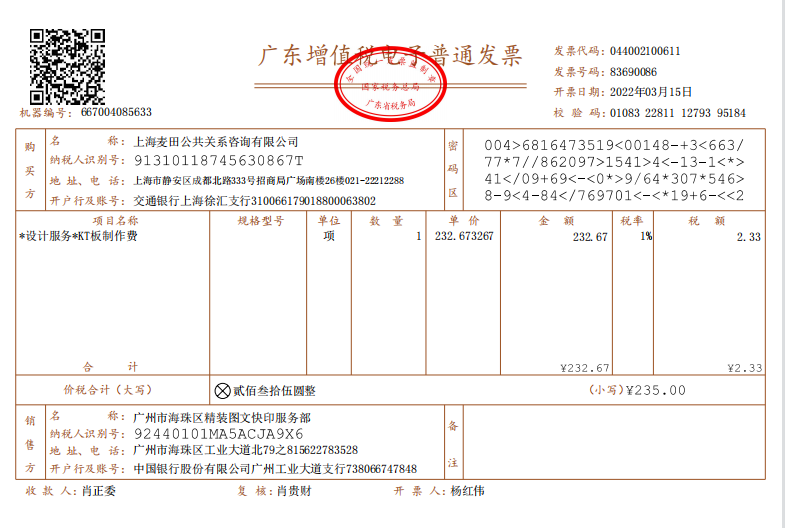 广东增值税电子普通发票
全国统一发票监制章
国家税务总局
广东省税务局
发票代码：044002100611
发票号码：83690086
开票日期：2022年03月15日
校 验 码：01083 22811 12793 95184
机器编号：667004085633
购买方
名 称：上海麦田公共关系咨询有限公司
纳税人识别号：91310118745630867T
地 址、电 话：上海市静安区成都北路333号招商局广场南楼26楼021-22212288
开户行及账号：交通银行上海徐汇支行310066179018800063802
密码区
004>6816473519<00148-+3<663/
77*7//862097>1541>4<-13-1<*>
41</09+69<-<0*>9/64*307*546>
8-9<4-84</769701<-<*19+6-<<2
项目名称 规格型号 单位 数 量 单 价 金 额 税率 税 额
*设计服务*KT板制作费 项 1 232.673267 232.67 1% 2.33
合 计 ¥232.67 ¥2.33
价税合计（大写） ⊗贰佰叁拾伍圆整 （小写）¥235.00
销售方
名 称：广州市海珠区精装图文快印服务部
纳税人识别号：92440101MA5ACJA9X6
地 址、电 话：广州市海珠区工业大道北79之815622783528
开户行及账号：中国银行股份有限公司广州工业大道支行738066747848
备注
收 款 人：肖正委 复 核：肖贵财 开 票 人：杨红伟